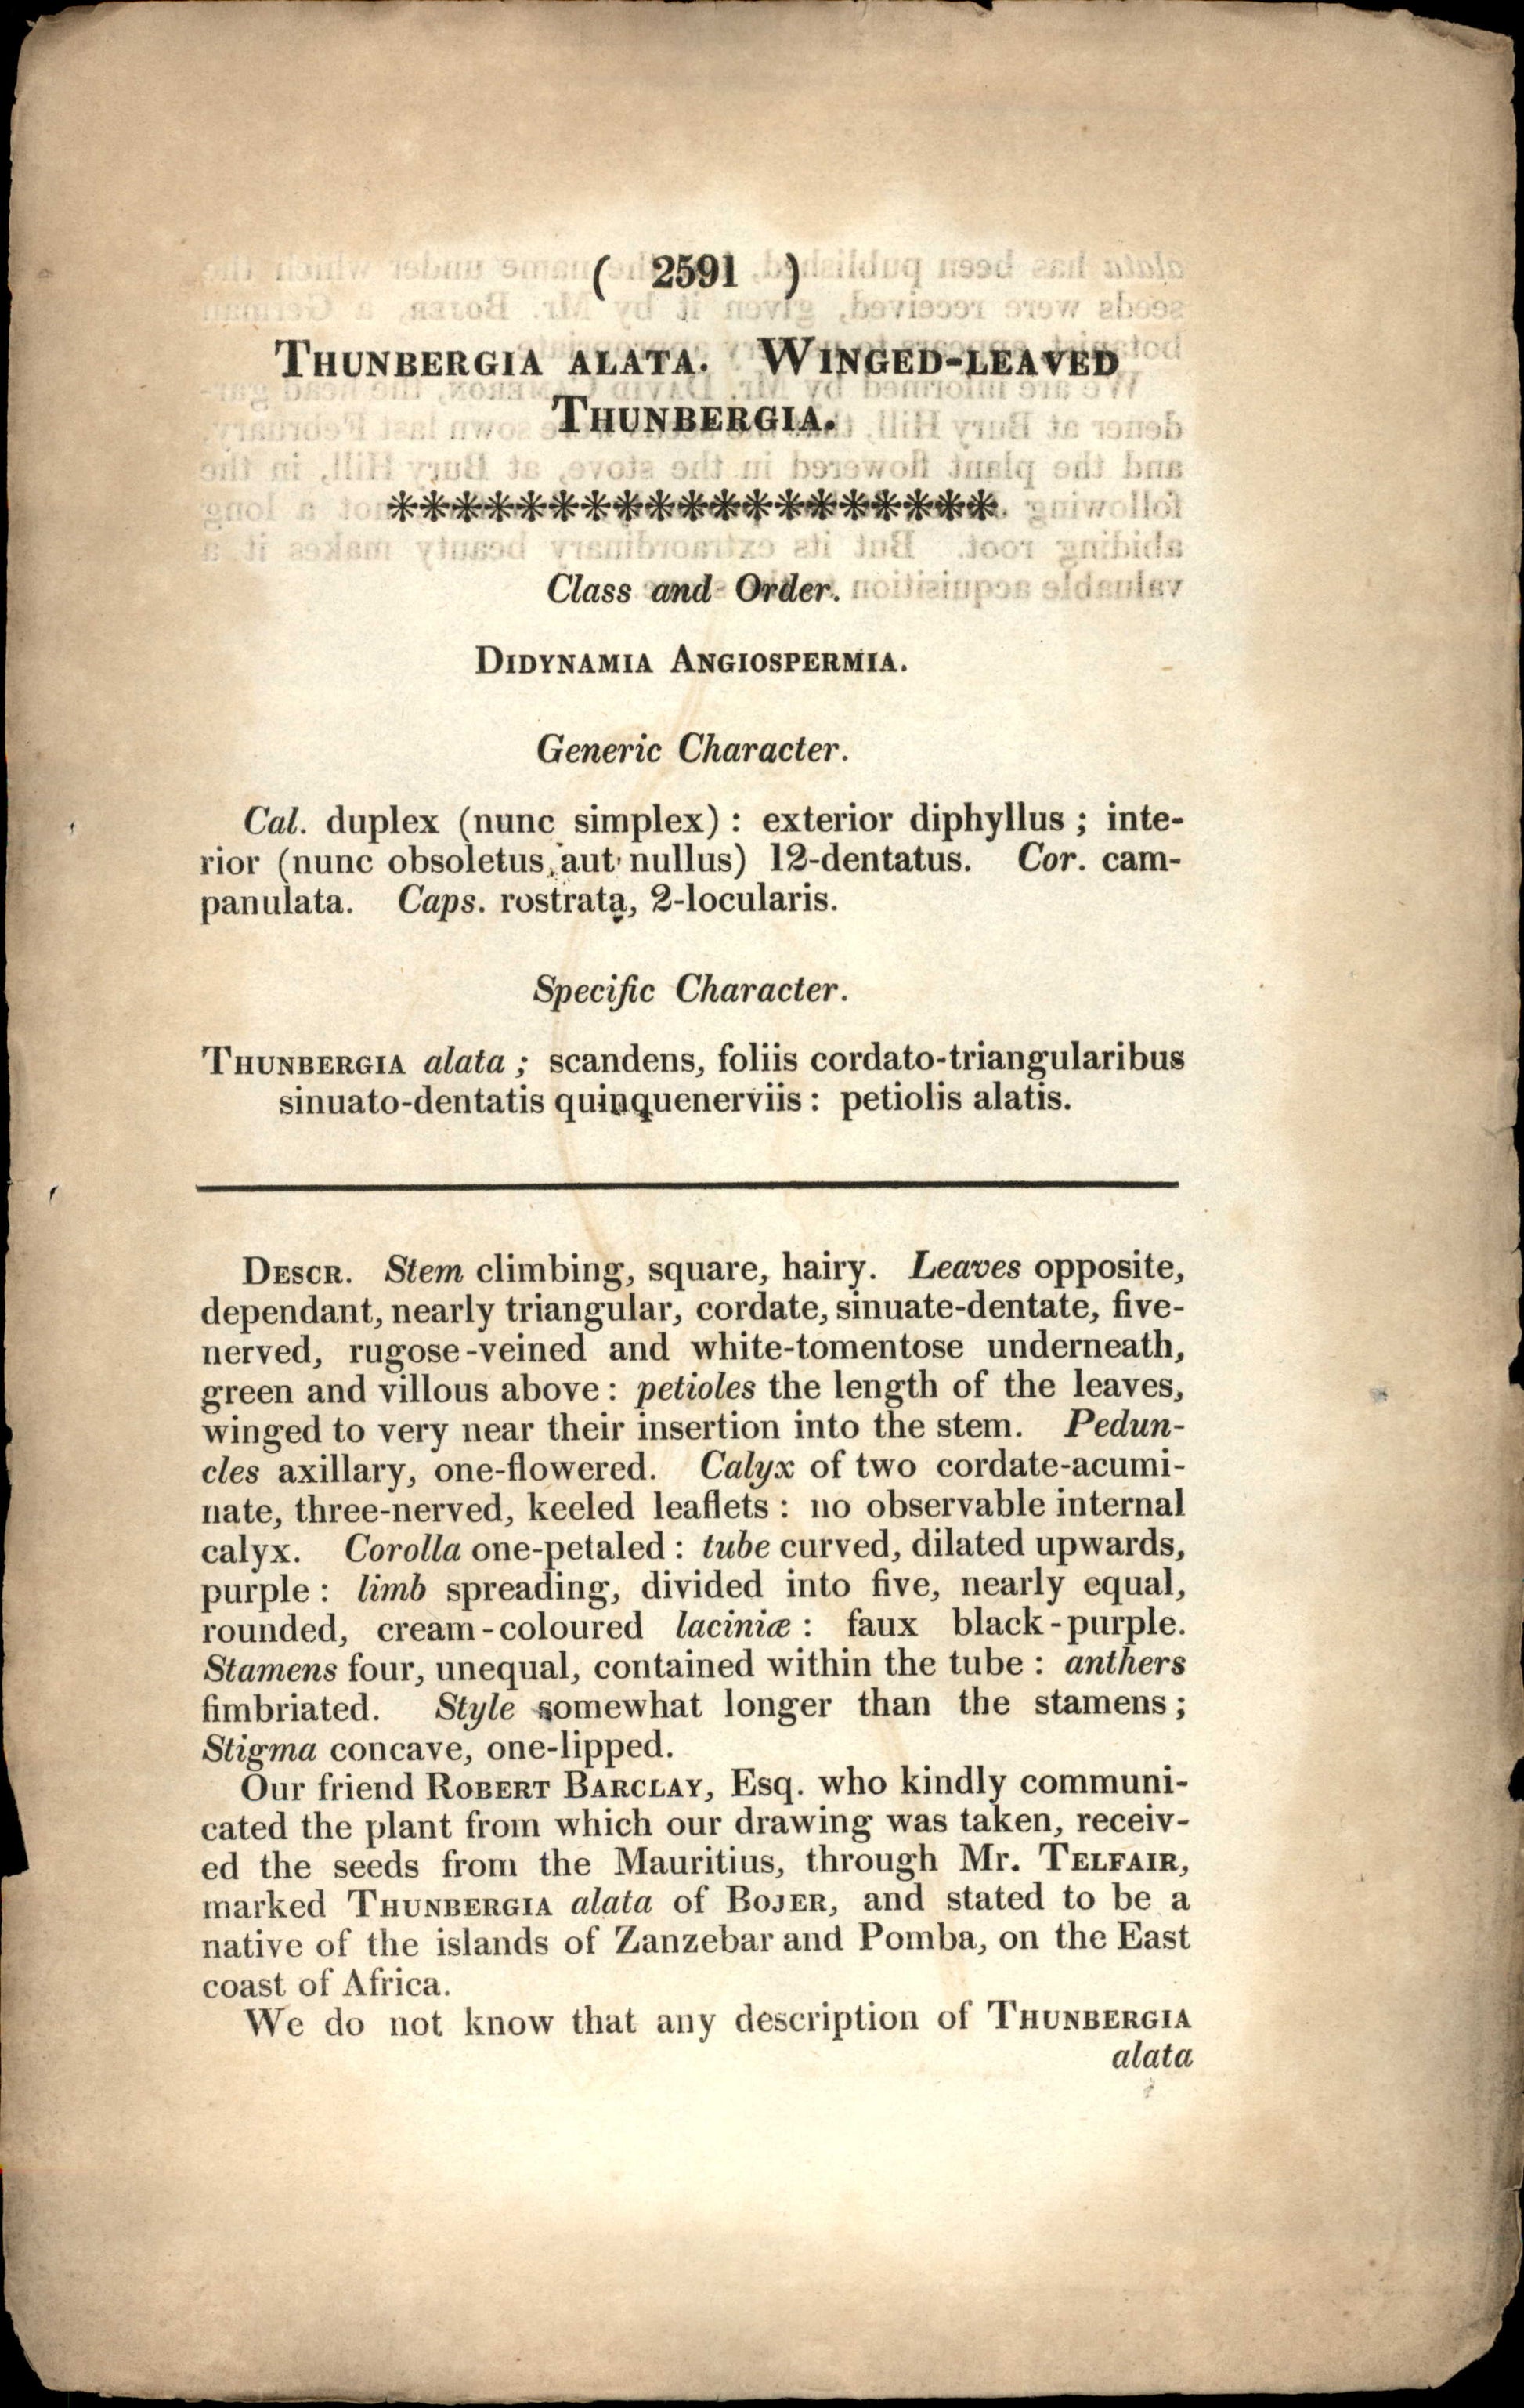 ( 2591 )
THUNBERGIA ALATA. WINGED-LEAVED
THUNBERGIA.
*******************
Class and Order.
DIDYNAMIA ANGIOSPERMIA.
Generic Character.
Cal. duplex (nunc simplex) : exterior diphyllus ; inte-
rior (nunc obsoletus, aut nullus) 12-dentatus. Cor. cam-
panulata. Caps. rostrata, 2-locularis.
Specific Character.
THUNBERGIA alata ; scandens, foliis cordato-triangularibus
sinuato-dentatis quinquenerviis : petiolis alatis.
DESCR. Stem climbing, square, hairy. Leaves opposite,
dependant, nearly triangular, cordate, sinuate-dentate, five-
nerved, rugose-veined and white-tomentose underneath,
green and villous above : petioles the length of the leaves,
winged to very near their insertion into the stem. Pedun-
cles axillary, one-flowered. Calyx of two cordate-acumi-
nate, three-nerved, keeled leaflets : no observable internal
calyx. Corolla one-petaled : tube curved, dilated upwards,
purple : limb spreading, divided into five, nearly equal,
rounded, cream-coloured laciniæ : faux black-purple.
Stamens four, unequal, contained within the tube : anthers
fimbriated. Style somewhat longer than the stamens ;
Stigma concave, one-lipped.
Our friend ROBERT BARCLAY, Esq. who kindly communi-
cated the plant from which our drawing was taken, receiv-
ed the seeds from the Mauritius, through Mr. TELFAIR,
marked THUNBERGIA alata of BOJER, and stated to be a
native of the islands of Zanzebar and Pomba, on the East
coast of Africa.
We do not know that any description of THUNBERGIA
alata